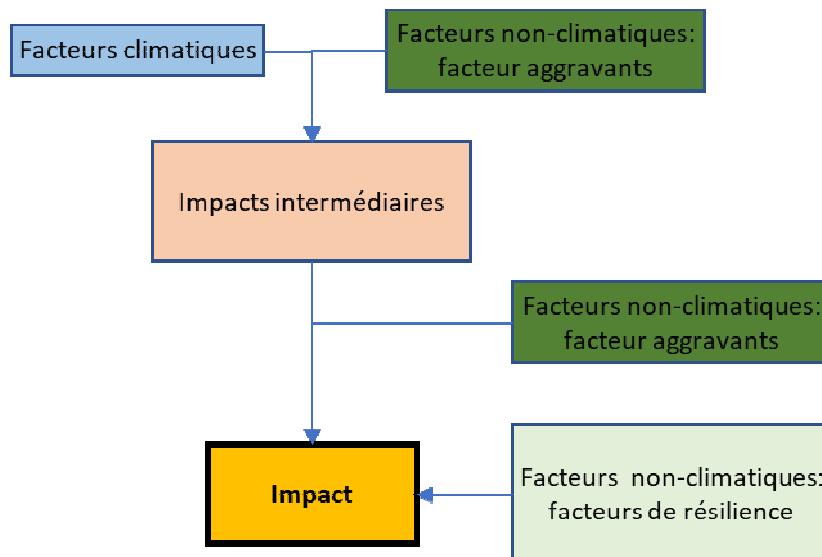 Facteurs climatiques
Facteurs non-climatiques:
facteur aggravants
Impacts intermédiaires
Facteurs non-climatiques:
facteur aggravants
Impact
Facteurs non-climatiques:
facteurs de résilience